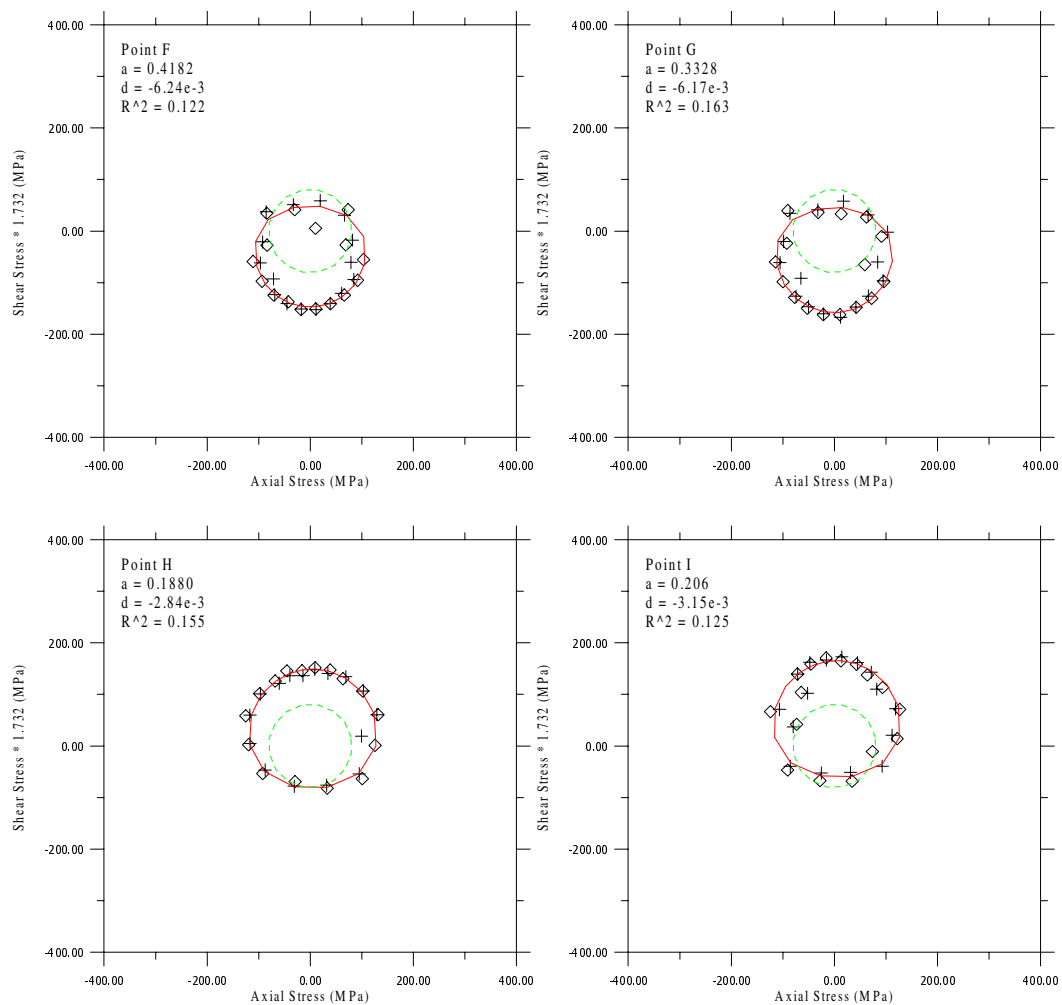 400.00
200.00
0.00
-200.00
-400.00
Shear Stress * 1.732 (MPa)
Point F
a = 0.4182
d = -6.24e-3
R^2 = 0.122
-400.00 -200.00 0.00 200.00 400.00
Axial Stress (MPa)
400.00
200.00
0.00
-200.00
-400.00
Shear Stress * 1.732 (MPa)
Point G
a = 0.3328
d = -6.17e-3
R^2 = 0.163
-400.00 -200.00 0.00 200.00 400.00
Axial Stress (MPa)
400.00
200.00
0.00
-200.00
-400.00
Shear Stress * 1.732 (MPa)
Point H
a = 0.1880
d = -2.84e-3
R^2 = 0.155
-400.00 -200.00 0.00 200.00 400.00
Axial Stress (MPa)
400.00
200.00
0.00
-200.00
-400.00
Shear Stress * 1.732 (MPa)
Point I
a = 0.206
d = -3.15e-3
R^2 = 0.125
-400.00 -200.00 0.00 200.00 400.00
Axial Stress (MPa)